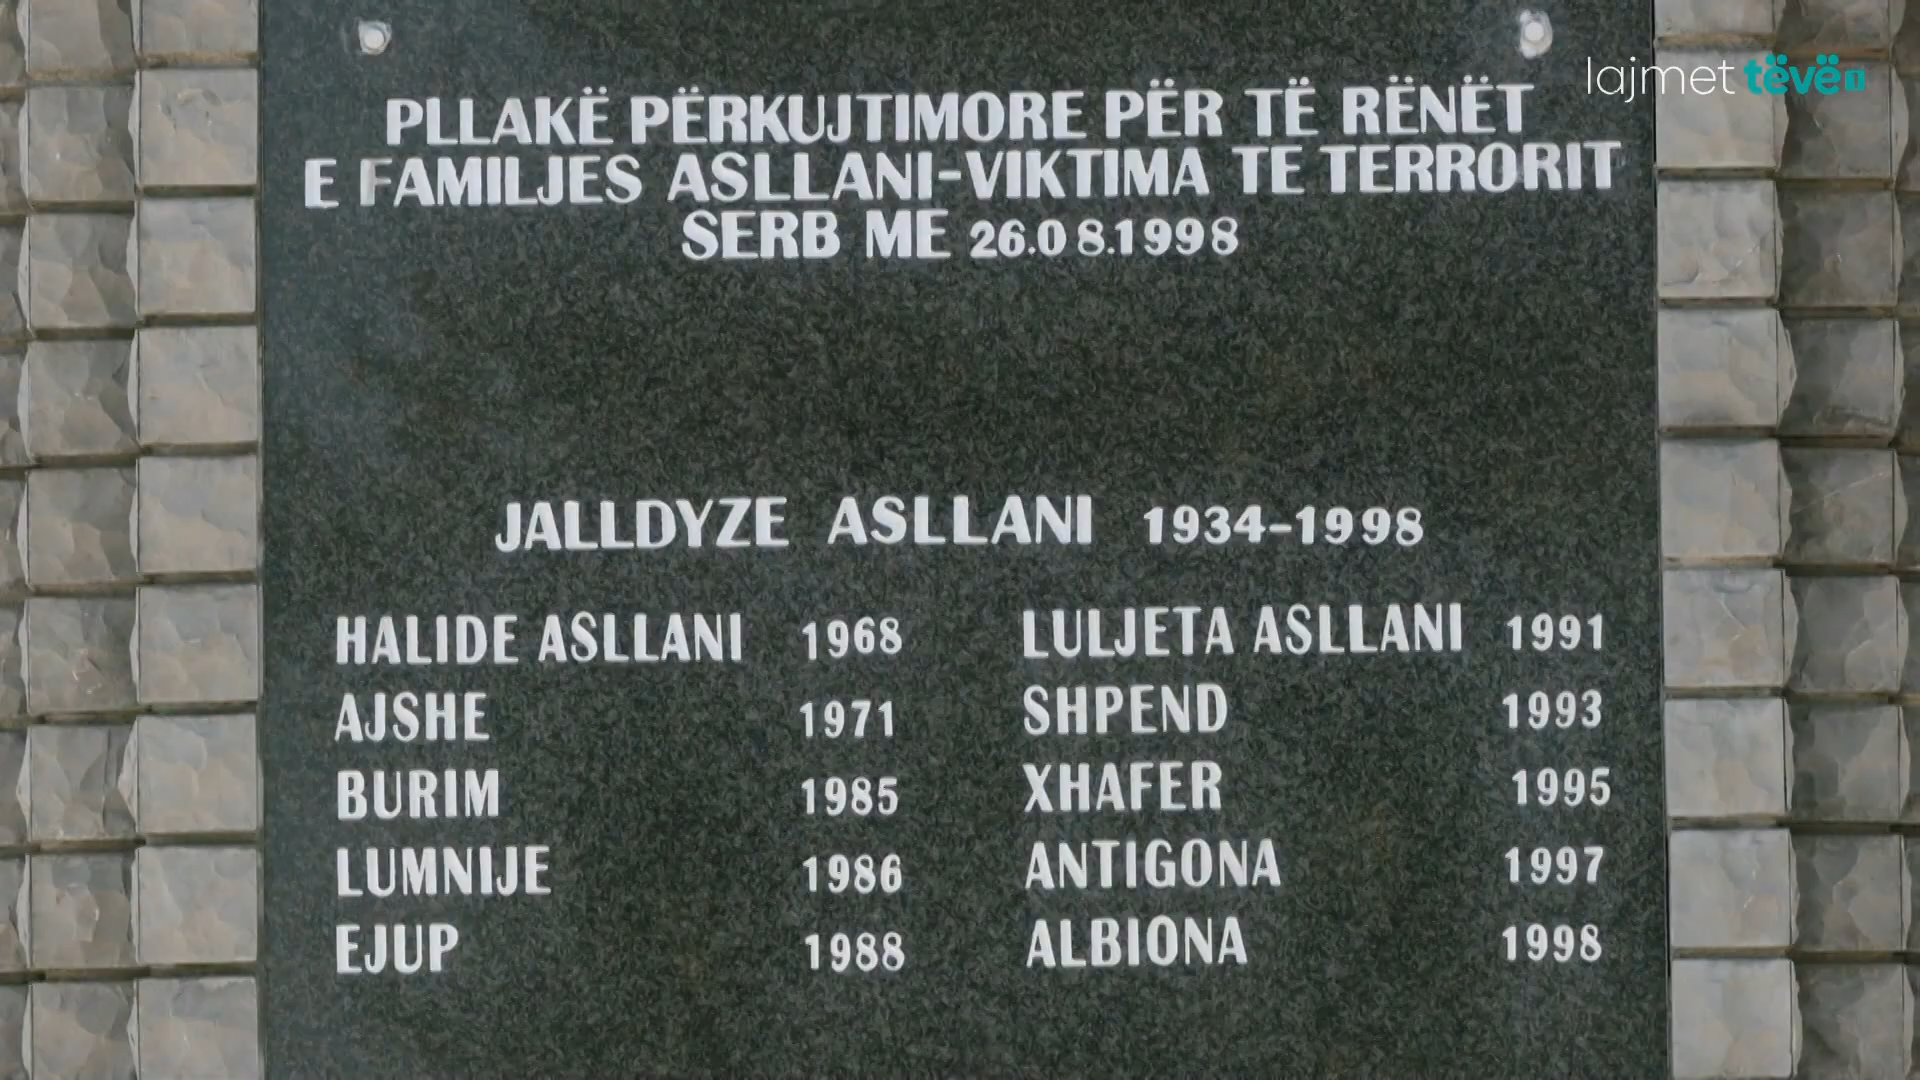 lajmet tëvë1
PLLAKË PËRKUJTIMORE PËR TË RËNËT
E FAMILJES ASLLANI-VIKTIMA TE TERRORIT
SERB ME 26.08.1998
JALLDYZE ASLLANI 1934-1998
HALIDE ASLLANI 1968
AJSHE 1971
BURIM 1985
LUMNIJE 1986
EJUP 1988
LULJETA ASLLANI 1991
SHPEND 1993
XHAFER 1995
ANTIGONA 1997
ALBIONA 1998